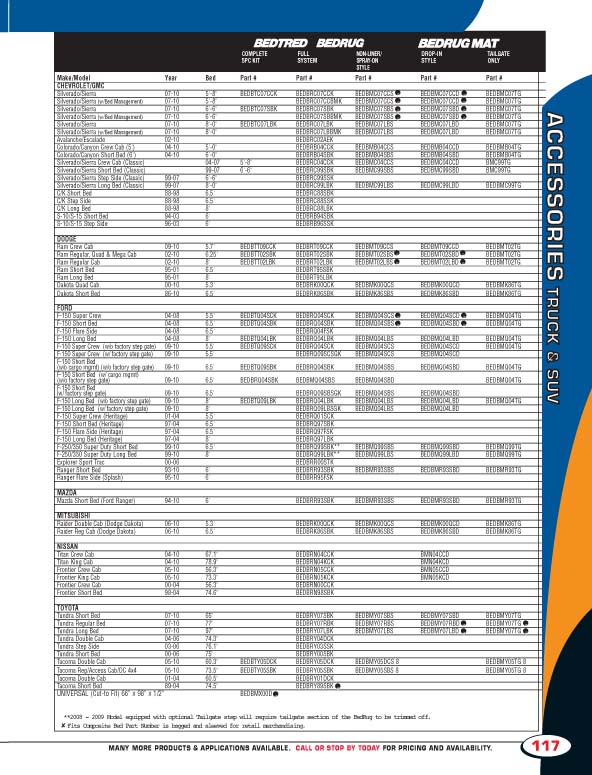 BEDTRED BEDRUG BEDRUG MAT
COMPLETE 5PC KIT FULL SYSTEM NON-LINER/SPRAY-ON STYLE DROP-IN STYLE TAILGATE ONLY
Make/Model Year Bed Part # Part # Part # Part # Part #
CHEVROLET/GMC
Silverado/Sierra 07-10 5'-8" BEDBTC07CCK BEDBRC07CCK BEDBMC07CCS BEDBMC07CCD BEDBMC07TG
Silverado/Sierra (w/Bed Mangement) 07-10 5'-8" BEDBRC07CCBMK BEDBMC07CCS BEDBMC07CCD BEDBMC07TG
Silverado/Sierra 07-10 6'-6" BEDBTC07SBK BEDBRC07SBK BEDBMC07SBS BEDBMC07SBD BEDBMC07TG
Silverado/Sierra (w/Bed Mangement) 07-10 6'-6" BEDBRC07SBBMK BEDBMC07SBS BEDBMC07SBD BEDBMC07TG
Silverado/Sierra 07-10 8'-0" BEDBTC07LBK BEDBRC07LBK BEDBMC07LBS BEDBMC07LBD BEDBMC07TG
Silverado/Sierra (w/Bed Mangement) 07-10 8'-0" BEDBRC07LBBMK BEDBMC07LBS BEDBMC07LBD BEDBMC07TG
Avalanche/Escalade 02-10 BEDBRC02AEK
Colorado/Canyon Crew Cab (5') 04-10 5'-0" BEDBRB04CCK BEDBMB04CCS BEDBMB04CCD BEDBMB04TG
Colorado/Canyon Short Bed (6') 04-10 6'-0" BEDBRB04SBK BEDBMB04SBS BEDBMB04SBD BEDBMB04TG
Silverado/Sierra Crew Cab (Classic) 04-07 5'-8" BEDBRC04CCK BEDBMC04CCS BEDBMC04CCD BMC99TG
Silverado/Sierra Short Bed (Classic) 99-07 6'-6" BEDBRC99SBK BEDBMC99SBS BEDBMC99SBD BMC99TG
Silverado/Sierra Step Side (Classic) 99-07 6'-6" BEDBRC99SSK
Silverado/Sierra Long Bed (Classic) 99-07 8'-0" BEDBRC99LBK BEDBMC99LBS BEDBMC99LBD BEDBMC99TG
C/K Short Bed 88-98 6.5' BEDBRC88SBK
C/K Step Side 88-98 6.5' BEDBRC88SSK
C/K Long Bed 88-98 8' BEDBRC88LBK
S-10/S-15 Short Bed 94-03 6' BEDBRB94SBK
S-10/S-15 Step Side 96-03 6' BEDBRB96SSK
DODGE
Ram Crew Cab 09-10 5.7' BEDBTT09CCK BEDBRT09CCK BEDBMT09CCS BEDBMT09CCD BEDBMT02TG
Ram Regular, Quad & Mega Cab 02-10 6.25' BEDBTT02SBK BEDBRT02SBK BEDBMT02SBS BEDBMT02SBD BEDBMT02TG
Ram Regular Cab 02-10 8' BEDBTT02LBK BEDBRT02LBK BEDBMT02LBS BEDBMT02LBD BEDBMT02TG
Ram Short Bed 95-01 6.5' BEDBRT95SBK
Ram Long Bed 95-01 8' BEDBRT95LBK
Dakota Quad Cab 00-10 5.3' BEDBRK00QCK BEDBMK00QCS BEDBMK00QCD BEDBMK86TG
Dakota Short Bed 86-10 6.5' BEDBRK86SBK BEDBMK86SBS BEDBMK86SBD BEDBMK86TG
FORD
F-150 Super Crew 04-08 5.5' BEDBTQ04SCK BEDBRQ04SCK BEDBMQ04SCS BEDBMQ04SCD BEDBMQ04TG
F-150 Short Bed 04-08 6.5' BEDBTQ04SBK BEDBRQ04SBK BEDBMQ04SBS BEDBMQ04SBD BEDBMQ04TG
F-150 Flare Side 04-08 6.5' BEDBRQ04FSK
F-150 Long Bed 04-08 8' BEDBTQ04LBK BEDBRQ04LBK BEDBMQ04LBS BEDBMQ04LBD BEDBMQ04TG
F-150 Super Crew (w/o factory step gate) 09-10 5.5' BEDBTQ09SCK BEDBRQ04SCK BEDBMQ04SCS BEDBMQ04SCD BEDBMQ04TG
F-150 Super Crew (w/factory step gate) 09-10 5.5' BEDBRQ09SCSGK BEDBMQ04SCS BEDBMQ04SCD
F-150 Short Bed
(w/o cargo mgmt) (w/o factory step gate) 09-10 6.5' BEDBTQ09SBK BEDBRQ04SBK BEDBMQ04SBS BEDBMQ04SBD BEDBMQ04TG
F-150 Short Bed (w/ cargo mgmt)
(w/o factory step gate) 09-10 6.5' BEDBRQ04SBK BEDBMQ04SBS BEDBMQ04SBD BEDBMQ04TG
F-150 Short Bed
(w/factory step gate) 09-10 6.5' BEDBRQ09SBSGK BEDBMQ04SBS BEDBMQ04SBD
F-150 Long Bed (w/o factory step gate) 09-10 8' BEDBTQ09LBK BEDBRQ04LBK BEDBMQ04LBS BEDBMQ04LBD BEDBMQ04TG
F-150 Long Bed (w/factory step gate) 09-10 8' BEDBRQ09LBSGK BEDBMQ04LBS BEDBMQ04LBD
F-150 Super Crew (Heritage) 01-04 5.5' BEDBRQ01SCK
F-150 Short Bed (Heritage) 97-04 6.5' BEDBRQ97SBK
F-150 Flare Side (Heritage) 97-04 6.5' BEDBRQ97FSK
F-150 Long Bed (Heritage) 97-04 8' BEDBRQ97LBK
F-250/350 Super Duty Short Bed 99-10 6.5' BEDBRQ99SBK** BEDBMQ99SBS BEDBMQ99SBD BEDBMQ99TG
F-250/350 Super Duty Long Bed 99-10 8' BEDBRQ99LBK** BEDBMQ99LBS BEDBMQ99LBD BEDBMQ99TG
Explorer Sport Trac 00-06 BEDBRR00STK
Ranger Short Bed 93-10 6' BEDBRR93SBK BEDBMR93SBS BEDBMR93SBD BEDBMR93TG
Ranger Flare Side (Splash) 95-10 6' BEDBRR95FSK
MAZDA
Mazda Short Bed (Ford Ranger) 94-10 6' BEDBRR93SBK BEDBMR93SBS BEDBMR93SBD BEDBMR93TG
MITSUBISHI
Raider Double Cab (Dodge Dakota) 06-10 5.3' BEDBRK00QCK BEDBMK00QCS BEDBMK00QCD BEDBMK86TG
Raider Reg Cab (Dodge Dakota) 06-10 6.5' BEDBRK86SBK BEDBMK86SBS BEDBMK86SBD BEDBMK86TG
NISSAN
Titan Crew Cab 04-10 67.1" BEDBRN04CCK BMN04CCD
Titan King Cab 04-10 78.9" BEDBRN04KCK BMN04KCD
Frontier Crew Cab 05-10 56.3" BEDBRN05CCK BMN05CCD
Frontier King Cab 05-10 73.3" BEDBRN05KCK BMN05KCD
Frontier Crew Cab 00-04 56.3" BEDBRN00CCK
Frontier Short Bed 98-04 74.6" BEDBRN98SBK
TOYOTA
Tundra Short Bed 07-10 65" BEDBRY07SBK BEDBMY07SBS BEDBMY07SBD BEDBMY07TG
Tundra Regular Bed 07-10 77" BEDBRY07RBK BEDBMY07RBS BEDBMY07RBD BEDBMY07TG
Tundra Long Bed 07-10 97" BEDBRY07LBK BEDBMY07LBS BEDBMY07LBD BEDBMY07TG
Tundra Double Cab 04-06 74.3" BEDBRY04DCK
Tundra Step Side 03-06 76.1" BEDBRY03SSK
Tundra Short Bed 00-06 75" BEDBRY00SBK
Tacoma Double Cab 05-10 60.3" BEDBTY05DCK BEDBRY05DCK BEDBMY05DCS 8 BEDBMY05TG 8
Tacoma Reg/Access Cab/DC 4x4 05-10 73.5" BEDBTY05SBK BEDBRY05SBK BEDBMY05SBS 8 BEDBMY05TG 8
Tacoma Double Cab 01-04 60.5" BEDBRY01DCK
Tacoma Short Bed 89-04 74.5" BEDBRY89SBK
UNIVERSAL (Cut-to Fit) 66" x 98" x 1/2" BEDBMX00D
**2008 - 2009 Model equipped with optional Tailgate step will require tailgate section of the BedRug to be trimmed off.
✘ Fits Composite Bed Part Number is bagged and sleeved for retail merchandising.
ACCESSORIES TRUCK & SUV
MANY MORE PRODUCTS & APPLICATIONS AVAILABLE. CALL OR STOP BY TODAY FOR PRICING AND AVAILABILITY.
117